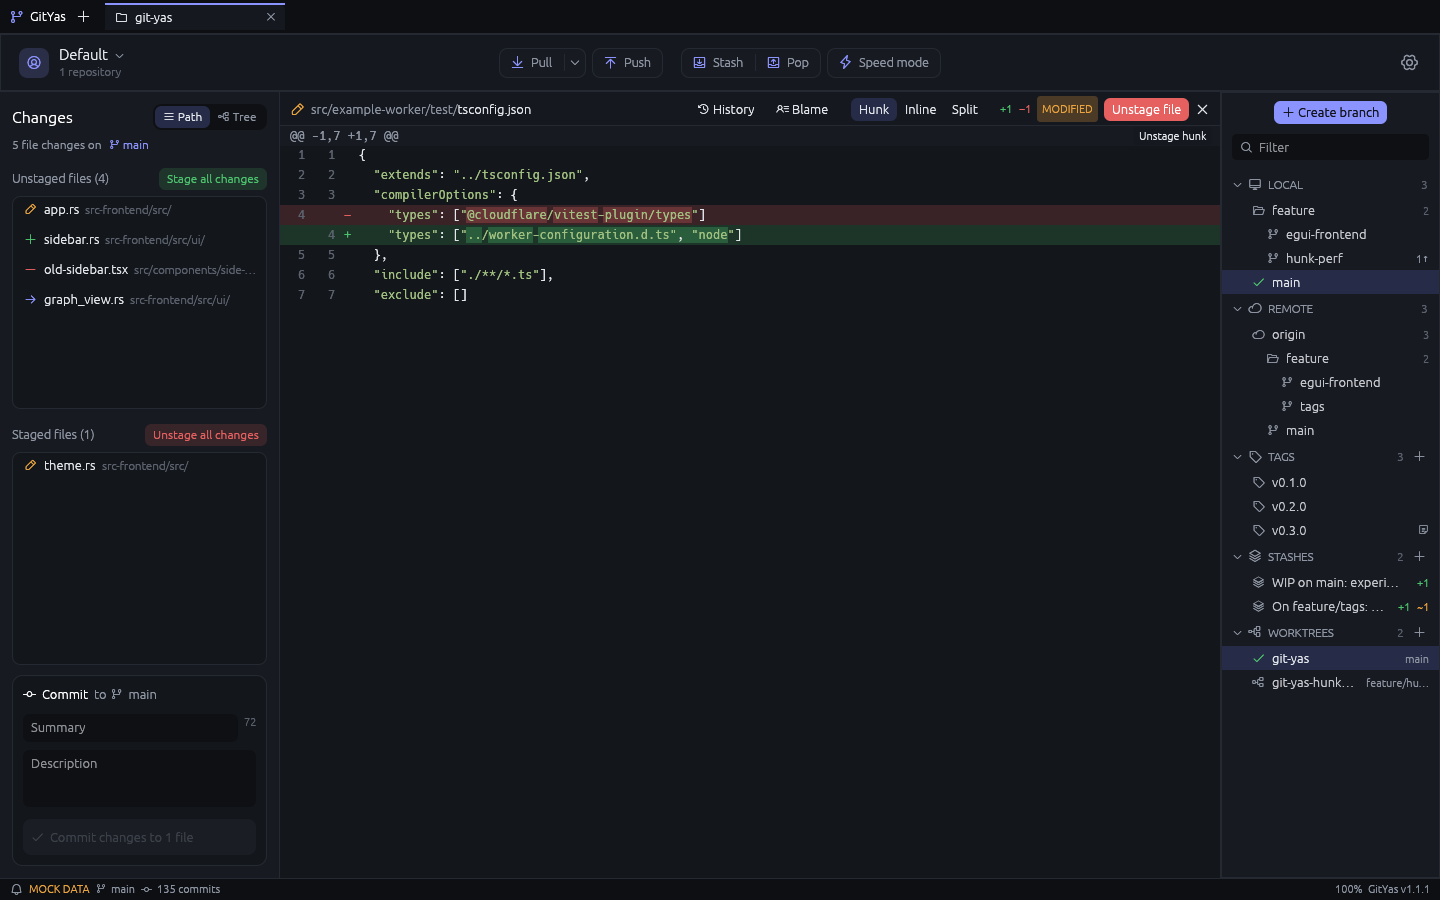 GitYas
git-yas
Default
1 repository
Pull
Push
Stash
Pop
Speed mode
Changes
Path
Tree
5 file changes on main
Unstaged files (4)
Stage all changes
app.rs src-frontend/src/
sidebar.rs src-frontend/src/ui/
old-sidebar.tsx src/components/side-...
graph_view.rs src-frontend/src/ui/
Staged files (1)
Unstage all changes
theme.rs src-frontend/src/
Commit to main
Summary
72
Description
Commit changes to 1 file
src/example-worker/test/tsconfig.json
History
Blame
Hunk
Inline
Split
+1 −1
MODIFIED
Unstage file
@@ -1,7 +1,7 @@
Unstage hunk
1 1 {
2 2 "extends": "../tsconfig.json",
3 3 "compilerOptions": {
4 − "types": ["@cloudflare/vitest-plugin/types"]
4 + "types": ["../worker-configuration.d.ts", "node"]
5 5 },
6 6 "include": ["./**/*.ts"],
7 7 "exclude": []
Create branch
Filter
LOCAL 3
feature 2
egui-frontend
hunk-perf 1↑
main
REMOTE 3
origin 3
feature 2
egui-frontend
tags
main
TAGS 3
v0.1.0
v0.2.0
v0.3.0
STASHES 2
WIP on main: experi... +1
On feature/tags: ... +1 ~1
WORKTREES 2
git-yas main
git-yas-hunk... feature/hu...
MOCK DATA main 135 commits
100% GitYas v1.1.1